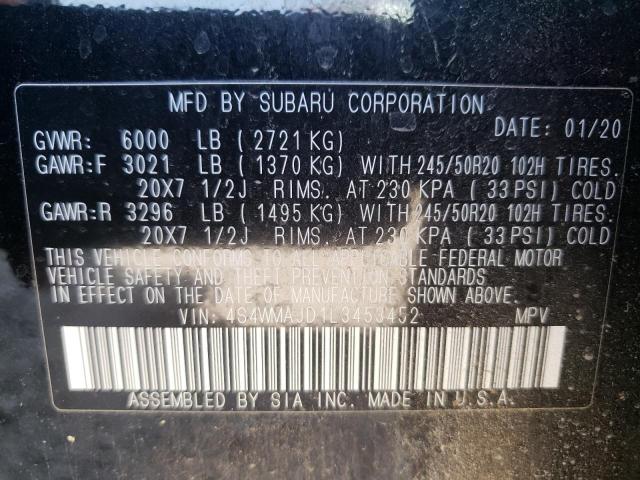 MFD BY SUBARU CORPORATION
DATE: 01/20
GVWR: 6000 LB ( 2721 KG)
GAWR:F 3021 LB ( 1370 KG) WITH 245/50R20 102H TIRES.
20X7 1/2J RIMS. AT 230 KPA ( 33 PSI) COLD
GAWR:R 3296 LB ( 1495 KG) WITH 245/50R20 102H TIRES.
20X7 1/2J RIMS. AT 230 KPA ( 33 PSI) COLD
THIS VEHICLE CONFORMS TO ALL APPLICABLE FEDERAL MOTOR
VEHICLE SAFETY AND THEFT PREVENTION STANDARDS
IN EFFECT ON THE DATE OF MANUFACTURE SHOWN ABOVE.
VIN: 4S4WMAJD1L3453452 MPV
ASSEMBLED BY SIA INC. MADE IN U.S.A.